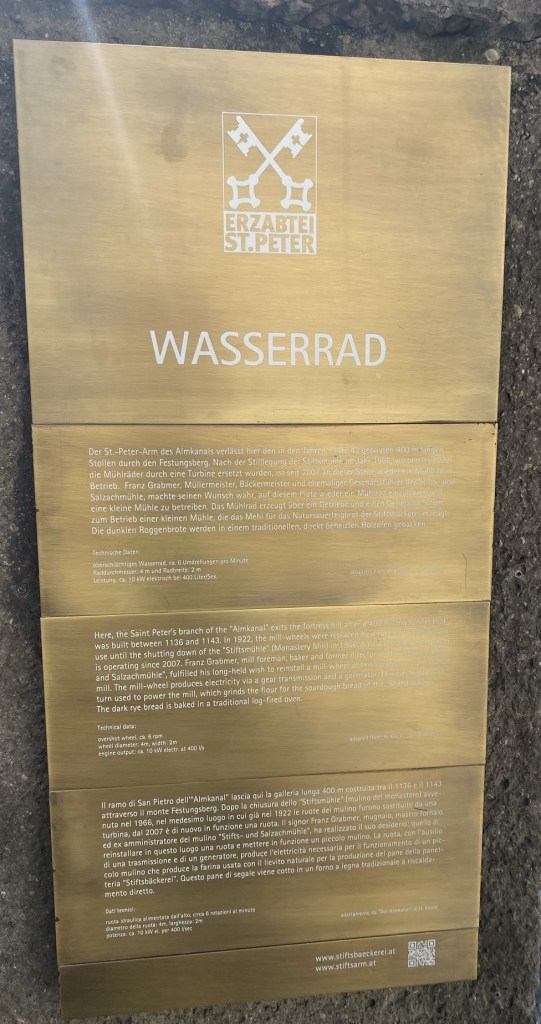 ERZABTEI
ST.PETER
WASSERRAD
Der St.-Peter-Arm des Almkanals verlässt hier den in den Jahren gebauten 400 m langen
Stollen durch den Festungsberg. Nach der Stilllegung der Stiftsmühle im Jahr 1966, wo bereits 1922
die Mühlräder durch eine Turbine ersetzt wurden, ist seit 2007 an dieser Stelle wieder ein Mühlrad in
Betrieb. Franz Grabmer, Müllermeister, Bäckermeister und ehemaliger Geschäftsführer der Stifts- und
Salzachmühle, machte seinen Wunsch wahr, auf diesem Platz wieder ein Mühlrad einzubauen und
eine kleine Mühle zu betreiben. Das Mühlrad erzeugt über ein Getriebe und einen Generator Strom
zum Betrieb einer kleinen Mühle, die das Mehl für das Natursauerteigbrot der Stiftsbäckerei erzeugt.
Die dunklen Roggenbrote werden in einem traditionellen, direkt beheizten Holzofen gebacken.
Technische Daten
oberschlächtiges Wasserrad, ca. 6 Umdrehungen pro Minute
Raddurchmesser: 4 m und Radbreite: 2 m
Leistung: ca. 10 kW elektrisch bei 400 Liter/Sek.
Here, the Saint Peter's branch of the "Almkanal" exits the fortress hill
was built between 1136 and 1143. In 1922, the mill-wheels were replaced by
use until the shutting down of the "Stiftsmühle" (Monastery Mill) in 1966.
is operating since 2007. Franz Grabmer, mill foreman, baker and former
and Salzachmühle", fulfilled his long-held wish to reinstall a mill-wheel
mill. The mill-wheel produces electricity via a gear transmission and a generator,
turn used to power the mill, which grinds the flour for the sourdough bread of the
The dark rye bread is baked in a traditional log-fired oven.
Technical data:
overshot wheel, ca. 6 rpm
wheel diameter: 4m, width: 2m
engine output: ca. 10 kW electr. at 400 l/s
adapted from
Il ramo di San Pietro dell'"Almkanal" lascia qui la galleria lunga 400 m costruita tra il 1136 e il 1143
attraverso il monte Festungsberg. Dopo la chiusura dello "Stiftsmühle" (mulino del monastero) avve-
nuta nel 1966, nel medesimo luogo in cui già nel 1922 le ruote del mulino furono sostituite da una
turbina, dal 2007 è di nuovo in funzione una ruota. Il signor Franz Grabmer, mugnaio, mastro fornaio
ed ex amministratore del mulino "Stifts- und Salzachmühle", ha realizzato il suo desiderio: quello di
reinstallare in questo luogo una ruota e mettere in funzione un piccolo mulino. La ruota, con l'ausilio
di una trasmissione e di un generatore, produce l'elettricità necessaria per il funzionamento di un pic-
colo mulino che produce la farina usata con il lievito naturale per la produzione del pane della panet-
teria "Stiftsbäckerei". Questo pane di segale viene cotto in un forno a legna tradizionale a riscalda-
mento diretto.
Dati tecnici:
ruota idraulica alimentata dall'alto, circa 6 rotazioni al minuto
diametro della ruota: 4m, larghezza: 2m
potenza: ca. 10 kW el. per 400 l/sec
adattamento da "Der Almkanal" di
www.stiftsbaeckerei.at
www.stiftsarm.at